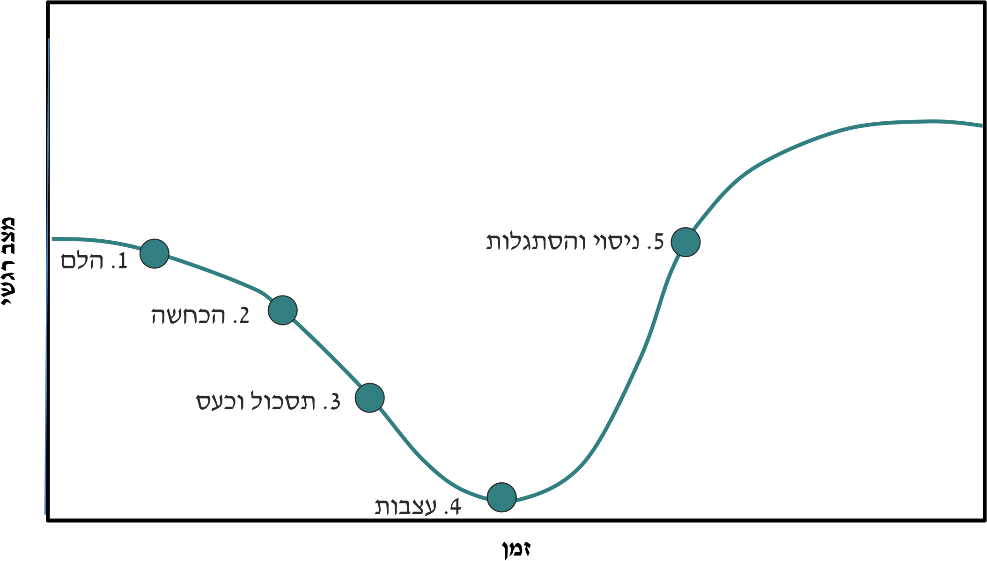 1. הלם
2. הכחשה
3. תסכול וכעס
4. עצבות
5. ניסוי והסתגלות
מצב רגשי
זמן